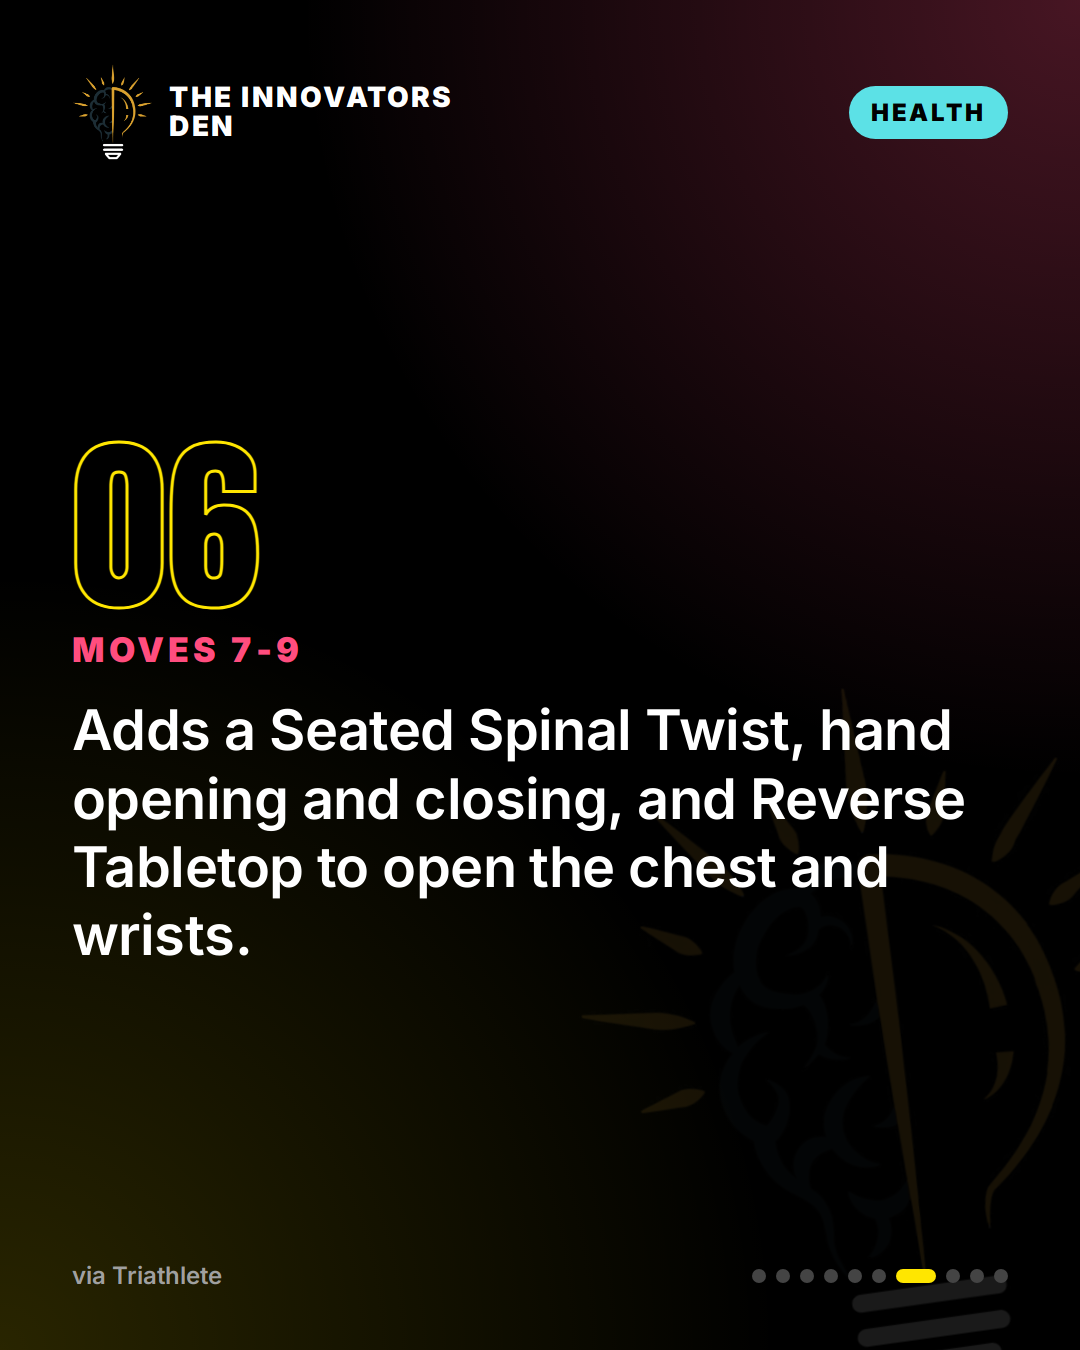 THE INNOVATORS
DEN
HEALTH
06
MOVES 7-9
Adds a Seated Spinal Twist, hand
opening and closing, and Reverse
Tabletop to open the chest and
wrists.
via Triathlete